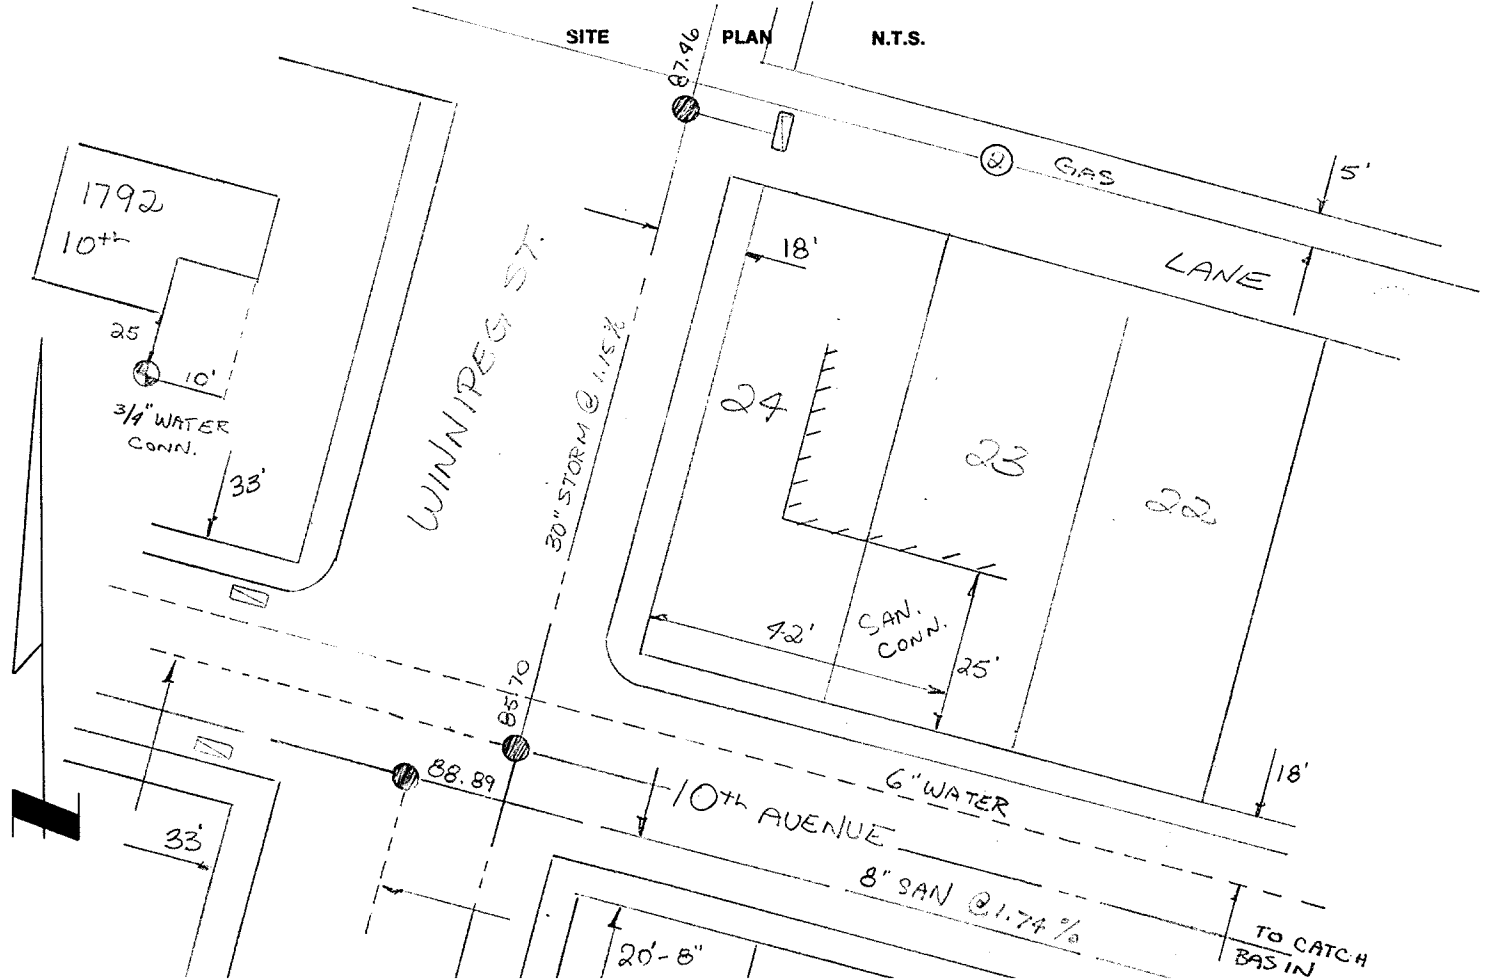 SITE PLAN N.T.S.
87.46
2 GAS
5'
LANE
1792
10th
25
10'
3/4" WATER
CONN.
33'
WINNIPEG ST.
30" STORM @ 1.15%
18'
24
23
22
42'
SAN.
CONN.
25'
85.70
88.89
10th AVENUE
6" WATER
18'
8" SAN @ 1.74%
33'
20'-8"
TO CATCH
BASIN